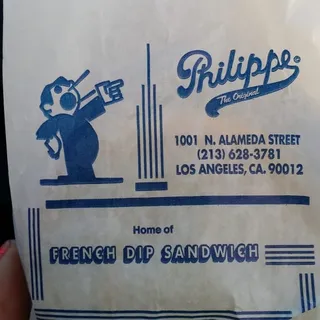 Philippe
The Original
1001 N. ALAMEDA STREET
(213) 628-3781
LOS ANGELES, CA. 90012
Home of
FRENCH DIP SANDWICH